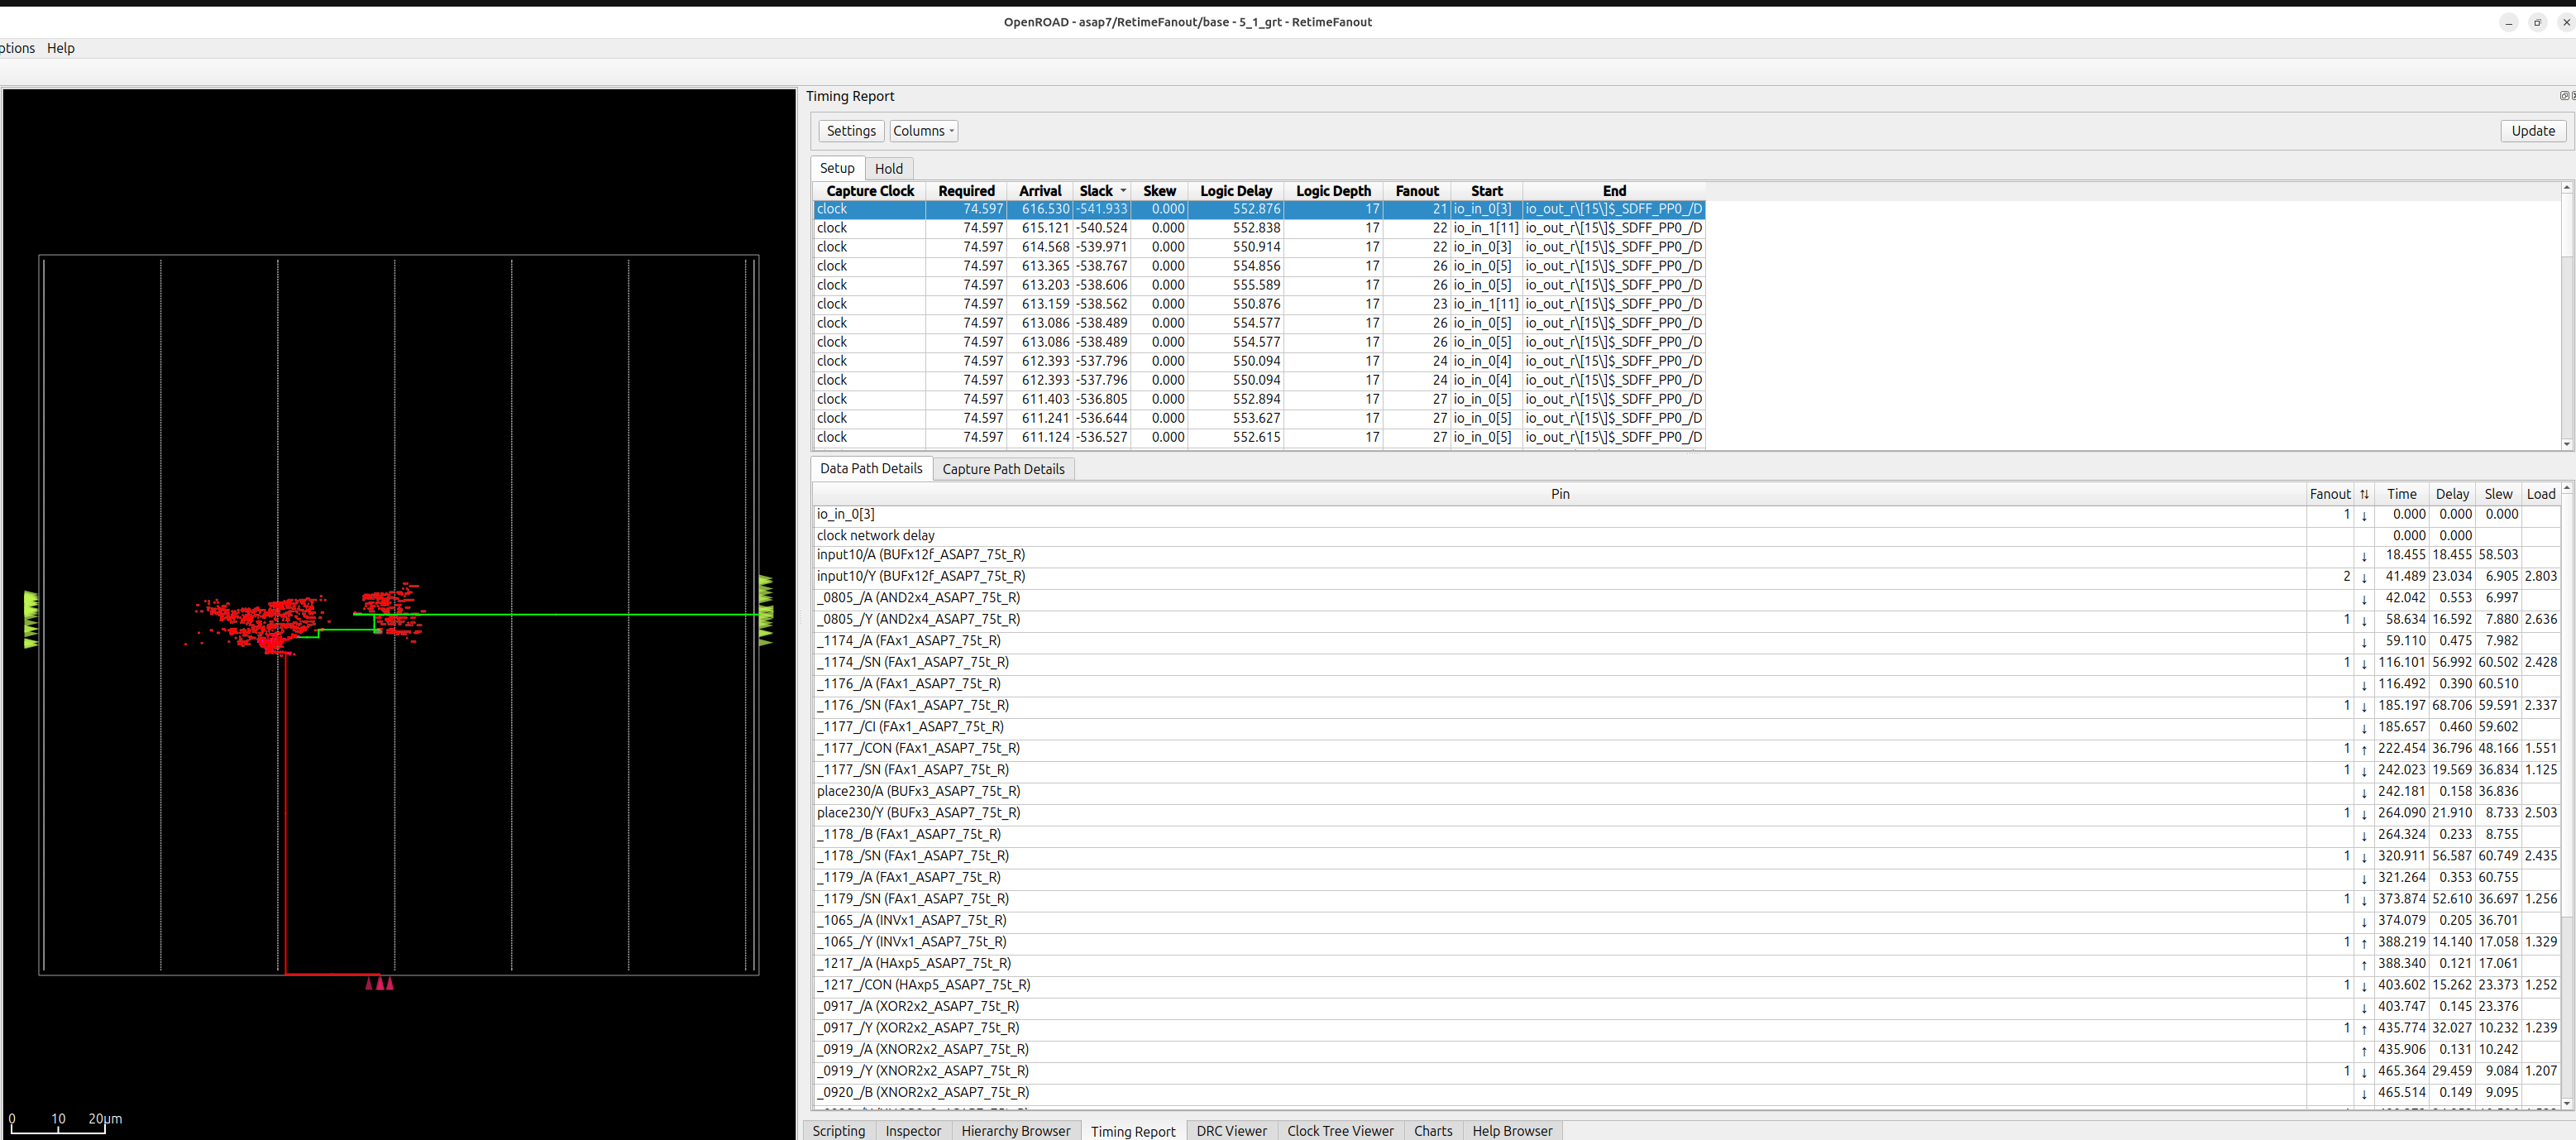 OpenROAD - asap7/RetimeFanout/base - 5_1_grt - RetimeFanout
ptions Help
Timing Report
Settings Columns Update
Setup Hold
Capture Clock Required Arrival Slack Skew Logic Delay Logic Depth Fanout Start End
clock 74.597 616.530 -541.933 0.000 552.876 17 21 io_in_0[3] io_out_r\[15\]$_SDFF_PP0_/D
clock 74.597 615.121 -540.524 0.000 552.838 17 22 io_in_1[11] io_out_r\[15\]$_SDFF_PP0_/D
clock 74.597 614.568 -539.971 0.000 550.914 17 22 io_in_0[3] io_out_r\[15\]$_SDFF_PP0_/D
clock 74.597 613.365 -538.767 0.000 554.856 17 26 io_in_0[5] io_out_r\[15\]$_SDFF_PP0_/D
clock 74.597 613.203 -538.606 0.000 555.589 17 26 io_in_0[5] io_out_r\[15\]$_SDFF_PP0_/D
clock 74.597 613.159 -538.562 0.000 550.876 17 23 io_in_1[11] io_out_r\[15\]$_SDFF_PP0_/D
clock 74.597 613.086 -538.489 0.000 554.577 17 26 io_in_0[5] io_out_r\[15\]$_SDFF_PP0_/D
clock 74.597 613.086 -538.489 0.000 554.577 17 26 io_in_0[5] io_out_r\[15\]$_SDFF_PP0_/D
clock 74.597 612.393 -537.796 0.000 550.094 17 24 io_in_0[4] io_out_r\[15\]$_SDFF_PP0_/D
clock 74.597 612.393 -537.796 0.000 550.094 17 24 io_in_0[4] io_out_r\[15\]$_SDFF_PP0_/D
clock 74.597 611.403 -536.805 0.000 552.894 17 27 io_in_0[5] io_out_r\[15\]$_SDFF_PP0_/D
clock 74.597 611.241 -536.644 0.000 553.627 17 27 io_in_0[5] io_out_r\[15\]$_SDFF_PP0_/D
clock 74.597 611.124 -536.527 0.000 552.615 17 27 io_in_0[5] io_out_r\[15\]$_SDFF_PP0_/D
Data Path Details Capture Path Details
Pin Fanout ↑↓ Time Delay Slew Load
io_in_0[3] 1 ↓ 0.000 0.000 0.000
clock network delay 0.000 0.000
input10/A (BUFx12f_ASAP7_75t_R) ↓ 18.455 18.455 58.503
input10/Y (BUFx12f_ASAP7_75t_R) 2 ↓ 41.489 23.034 6.905 2.803
_0805_/A (AND2x4_ASAP7_75t_R) ↓ 42.042 0.553 6.997
_0805_/Y (AND2x4_ASAP7_75t_R) 1 ↓ 58.634 16.592 7.880 2.636
_1174_/A (FAx1_ASAP7_75t_R) ↓ 59.110 0.475 7.982
_1174_/SN (FAx1_ASAP7_75t_R) 1 ↓ 116.101 56.992 60.502 2.428
_1176_/A (FAx1_ASAP7_75t_R) ↓ 116.492 0.390 60.510
_1176_/SN (FAx1_ASAP7_75t_R) 1 ↓ 185.197 68.706 59.591 2.337
_1177_/CI (FAx1_ASAP7_75t_R) ↓ 185.657 0.460 59.602
_1177_/CON (FAx1_ASAP7_75t_R) 1 ↑ 222.454 36.796 48.166 1.551
_1177_/SN (FAx1_ASAP7_75t_R) 1 ↓ 242.023 19.569 36.834 1.125
place230/A (BUFx3_ASAP7_75t_R) ↓ 242.181 0.158 36.836
place230/Y (BUFx3_ASAP7_75t_R) 1 ↓ 264.090 21.910 8.733 2.503
_1178_/B (FAx1_ASAP7_75t_R) ↓ 264.324 0.233 8.755
_1178_/SN (FAx1_ASAP7_75t_R) 1 ↓ 320.911 56.587 60.749 2.435
_1179_/A (FAx1_ASAP7_75t_R) ↓ 321.264 0.353 60.755
_1179_/SN (FAx1_ASAP7_75t_R) 1 ↓ 373.874 52.610 36.697 1.256
_1065_/A (INVx1_ASAP7_75t_R) ↓ 374.079 0.205 36.701
_1065_/Y (INVx1_ASAP7_75t_R) 1 ↑ 388.219 14.140 17.058 1.329
_1217_/A (HAxp5_ASAP7_75t_R) ↑ 388.340 0.121 17.061
_1217_/CON (HAxp5_ASAP7_75t_R) 1 ↓ 403.602 15.262 23.373 1.252
_0917_/A (XOR2x2_ASAP7_75t_R) ↓ 403.747 0.145 23.376
_0917_/Y (XOR2x2_ASAP7_75t_R) 1 ↑ 435.774 32.027 10.232 1.239
_0919_/A (XNOR2x2_ASAP7_75t_R) ↑ 435.906 0.131 10.242
_0919_/Y (XNOR2x2_ASAP7_75t_R) 1 ↓ 465.364 29.459 9.084 1.207
_0920_/B (XNOR2x2_ASAP7_75t_R) ↓ 465.514 0.149 9.095
0 10 20μm
Scripting Inspector Hierarchy Browser Timing Report DRC Viewer Clock Tree Viewer Charts Help Browser